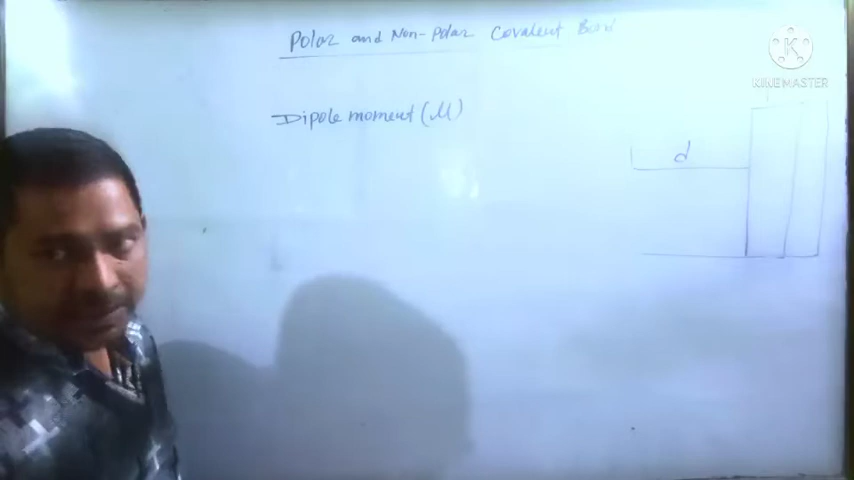 Polar and Non-Polar Covalent Bond
Dipole moment (M)
d
K
KINEMASTER